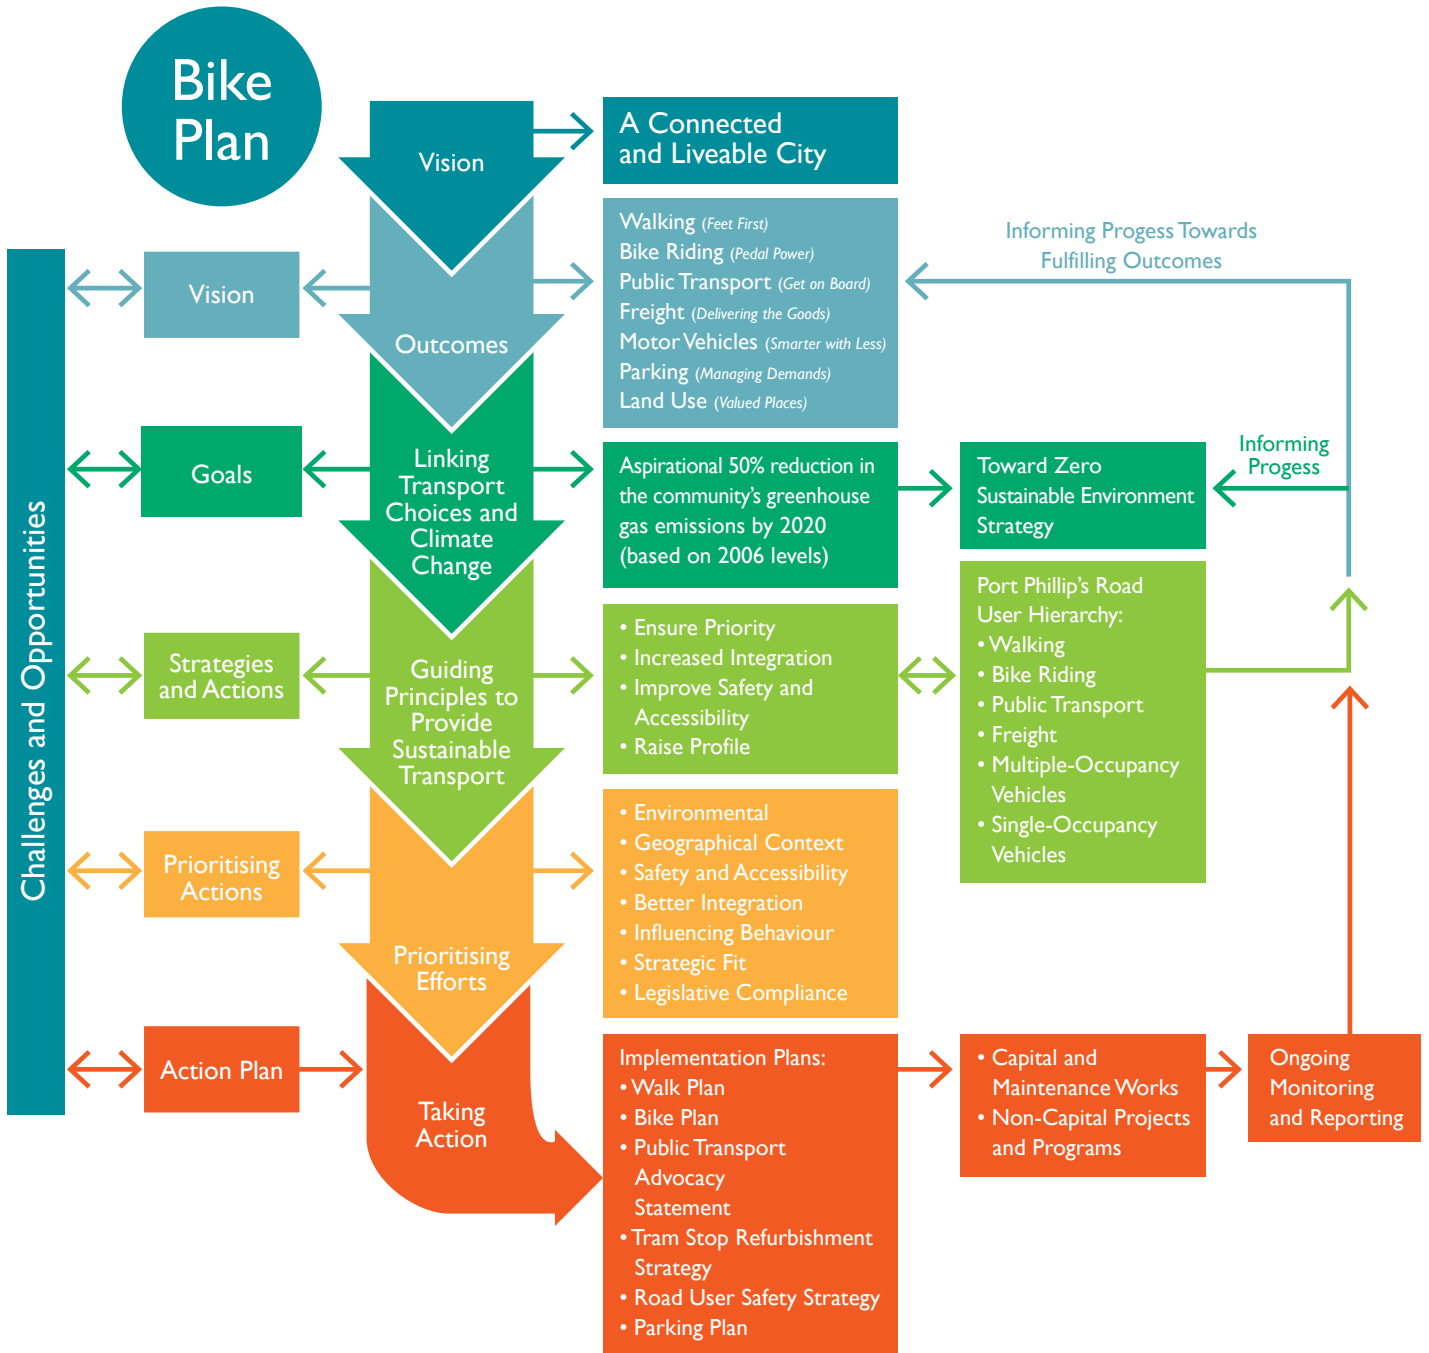 Bike
Plan
Vision
A Connected
and Liveable City
Walking (Feet First)
Bike Riding (Pedal Power)
Public Transport (Get on Board)
Freight (Delivering the Goods)
Motor Vehicles (Smarter with Less)
Parking (Managing Demands)
Land Use (Valued Places)
Informing Progess Towards
Fulfilling Outcomes
Vision
Outcomes
Challenges and Opportunities
Goals
Linking
Transport
Choices and
Climate
Change
Aspirational 50% reduction in
the community's greenhouse
gas emissions by 2020
(based on 2006 levels)
Toward Zero
Sustainable Environment
Strategy
Informing
Progess
Strategies
and Actions
Guiding
Principles to
Provide
Sustainable
Transport
• Ensure Priority
• Increased Integration
• Improve Safety and
Accessibility
• Raise Profile
Port Phillip's Road
User Hierarchy:
• Walking
• Bike Riding
• Public Transport
• Freight
• Multiple-Occupancy
Vehicles
• Single-Occupancy
Vehicles
Prioritising
Actions
Prioritising
Efforts
• Environmental
• Geographical Context
• Safety and Accessibility
• Better Integration
• Influencing Behaviour
• Strategic Fit
• Legislative Compliance
Action Plan
Taking
Action
Implementation Plans:
• Walk Plan
• Bike Plan
• Public Transport
Advocacy
Statement
• Tram Stop Refurbishment
Strategy
• Road User Safety Strategy
• Parking Plan
• Capital and
Maintenance Works
• Non-Capital Projects
and Programs
Ongoing
Monitoring
and Reporting